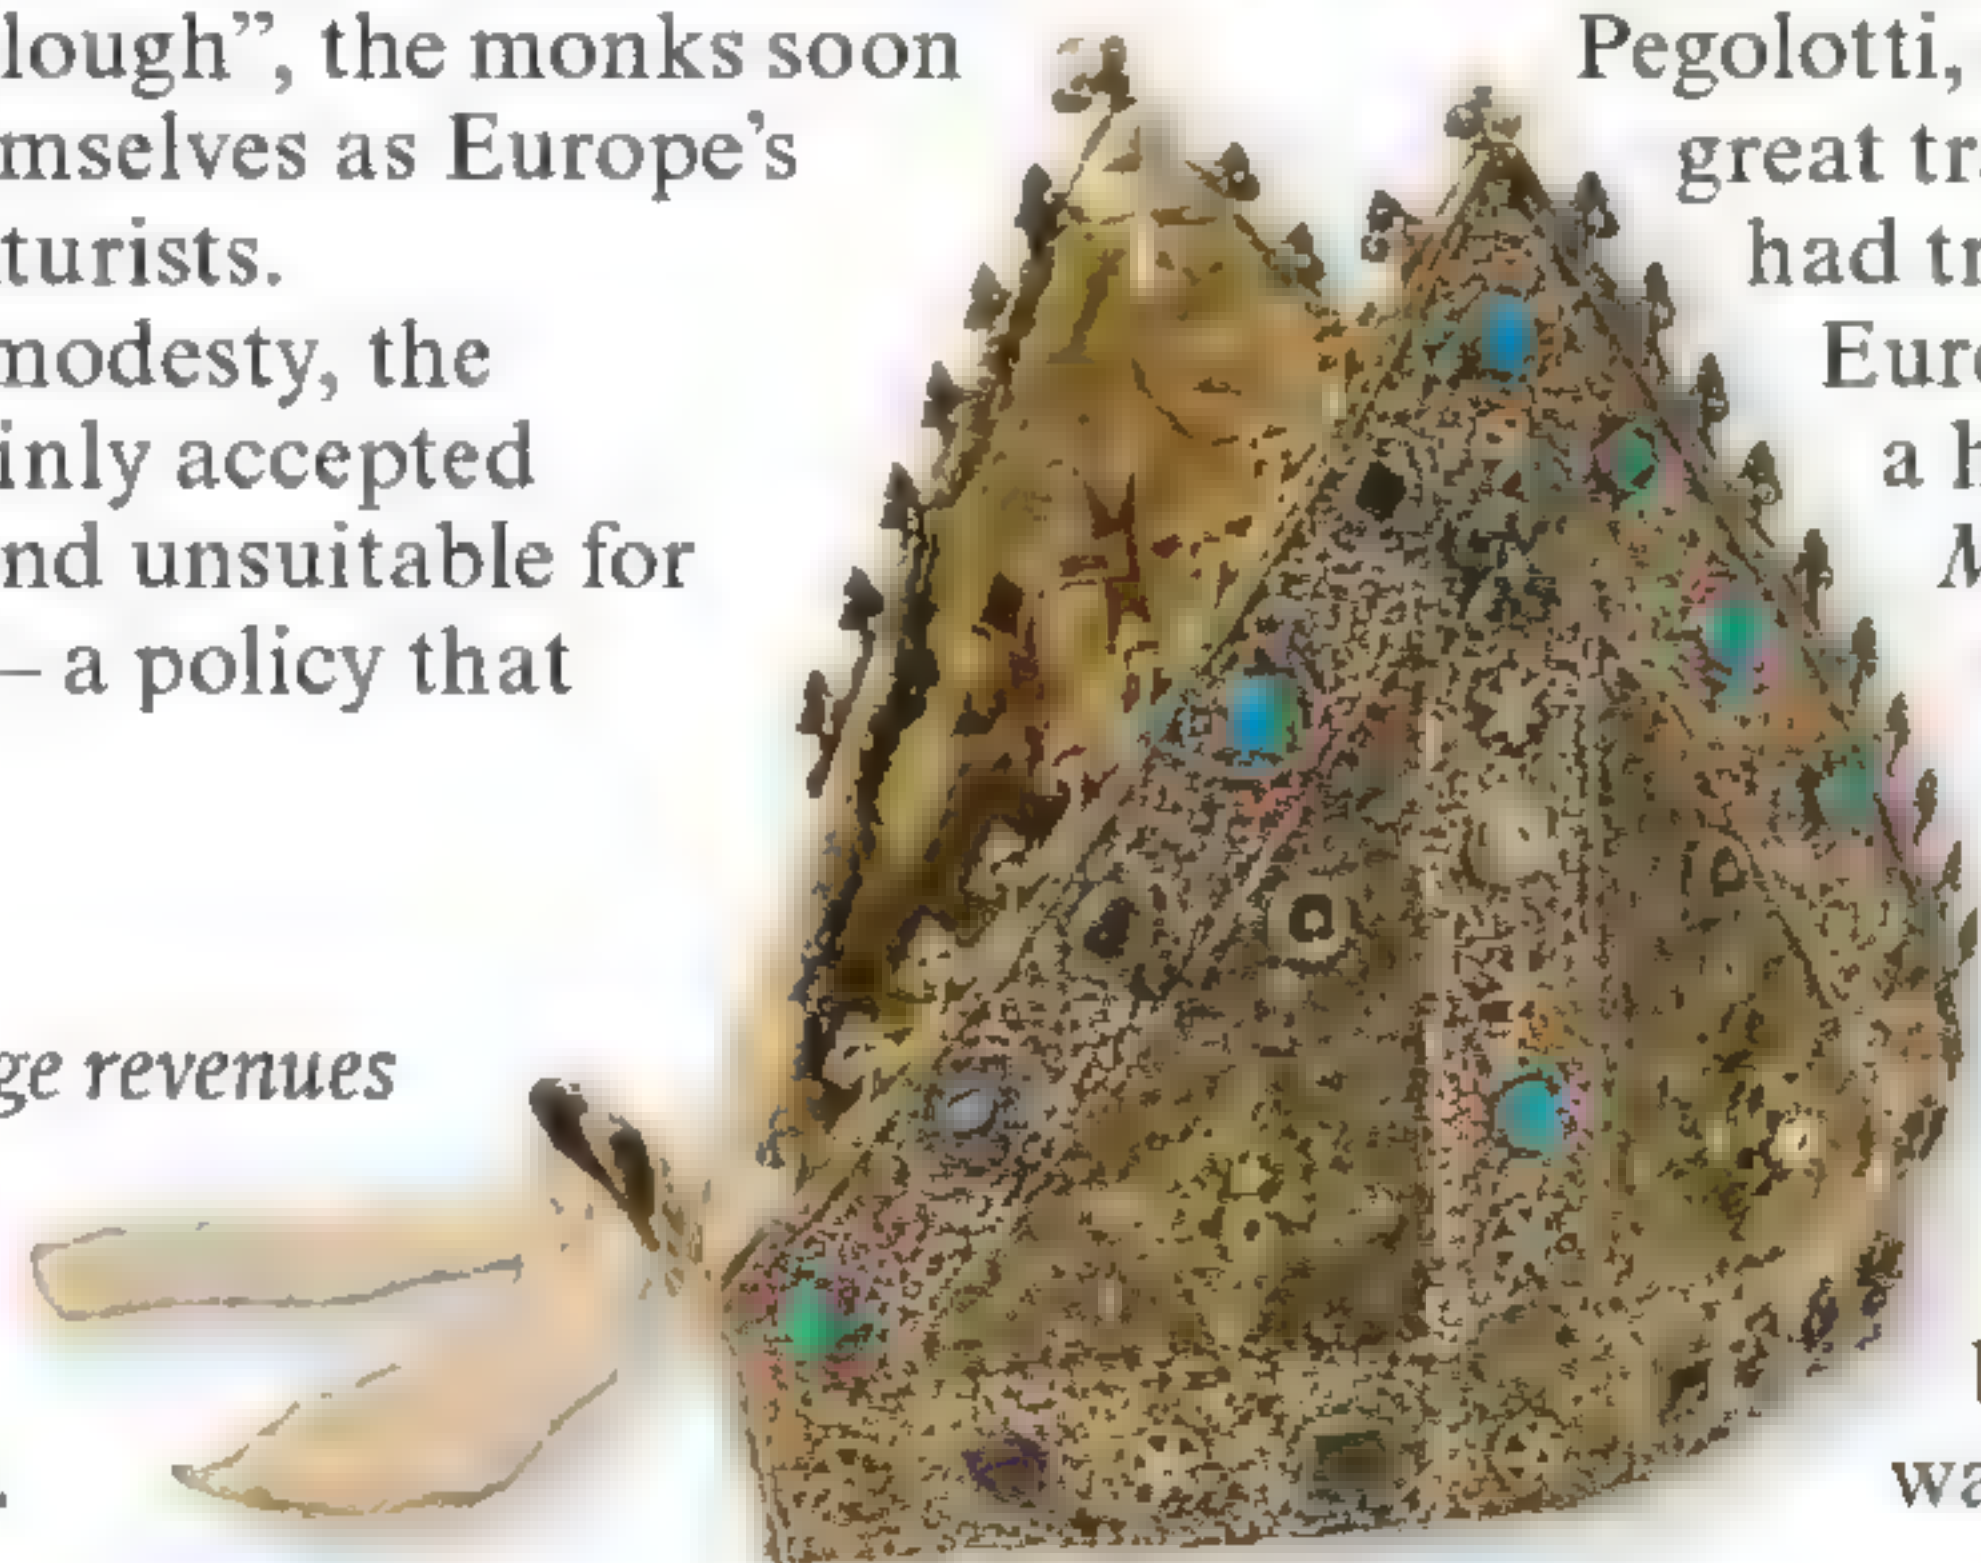 lough”, the monks soon
mselves as Europe’s
turists.
modesty, the
inly accepted
nd unsuitable for
– a policy that
ge revenues
Pegolotti,
great tr
had tr
Euro
a h
M
wa